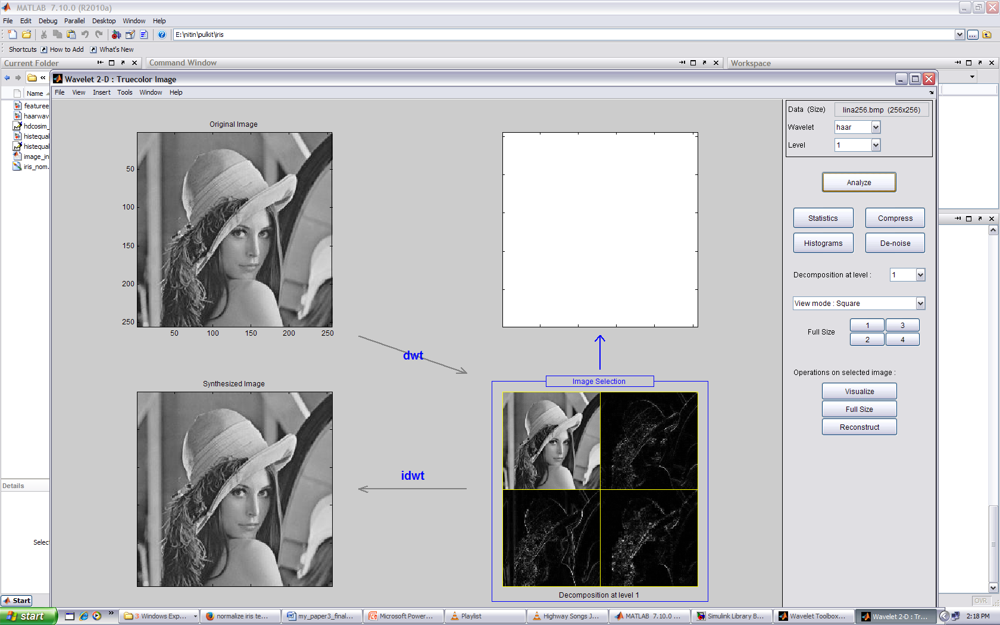 MATLAB 7.10.0 (R2010a)
File Edit Debug Parallel Desktop Window Help
E:\nitin\pulkit\iris
Shortcuts How to Add What's New
Current Folder
Command Window
Workspace
«
Name
featuree
haarwav
hdcosim_
histequal
histequal
image_in
iris_nom.
Details
Select
Wavelet 2-D : Truecolor Image
File View Insert Tools Window Help
Original Image
50
100
150
200
250
50 100 150 200 250
dwt
Synthesized Image
idwt
Image Selection
Decomposition at level 1
Data (Size) lina256.bmp (256x256)
Wavelet haar
Level 1
Analyze
Statistics Compress
Histograms De-noise
Decomposition at level : 1
View mode : Square
Full Size
1 3
2 4
Operations on selected image :
Visualize
Full Size
Reconstruct
Start
OVR
start
»
3 Windows Exp...
normalize iris te...
my_paper3_final...
Microsoft Power...
Playlist
Highway Songs J...
MATLAB 7.10.0 ...
Simulink Library B...
Wavelet Toolbox...
Wavelet 2-D : Tr...
2:18 PM